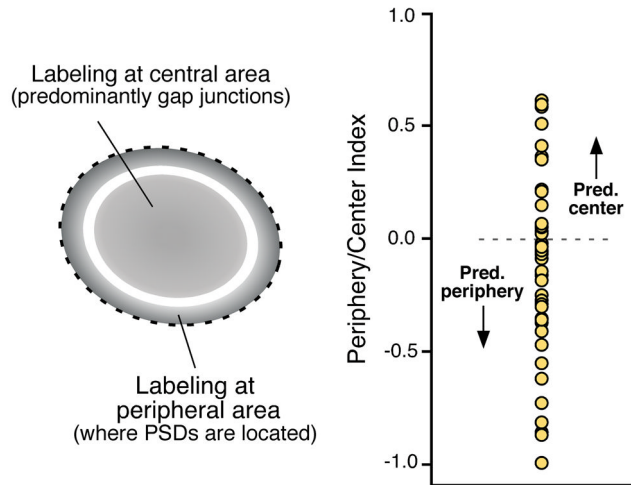 Labeling at central area
(predominantly gap junctions)
Labeling at
peripheral area
(where PSDs are located)
Periphery/Center Index
1.0
0.5
0.0
-0.5
-1.0
Pred.
center
Pred.
periphery